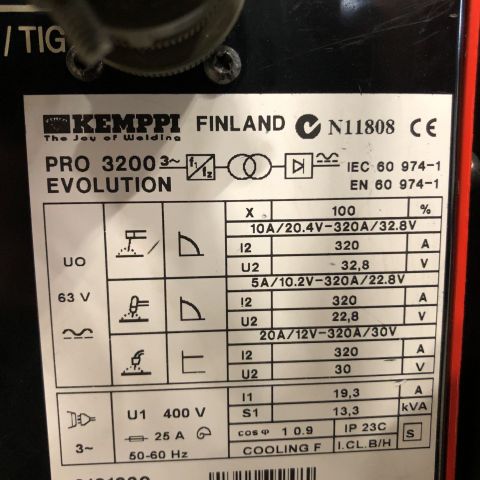 / TIG
KEMPPI FINLAND N11808 CE
The Joy of Welding
PRO 3200 3~ f1/f2 IEC 60 974-1
EVOLUTION EN 60 974-1
X 100 %
10A/20.4V-320A/32.8V
I2 320 A
U2 32,8 V
5A/10.2V-320A/22.8V
I2 320 A
U2 22,8 V
20A/12V-320A/30V
I2 320 A
U2 30 V
UO
63 V
I1 19,3 A
S1 13,3 kVA
U1 400 V
25 A
3~ 50-60 Hz
cos φ 1 0.9 IP 23C S
COOLING F I.CL.B/H